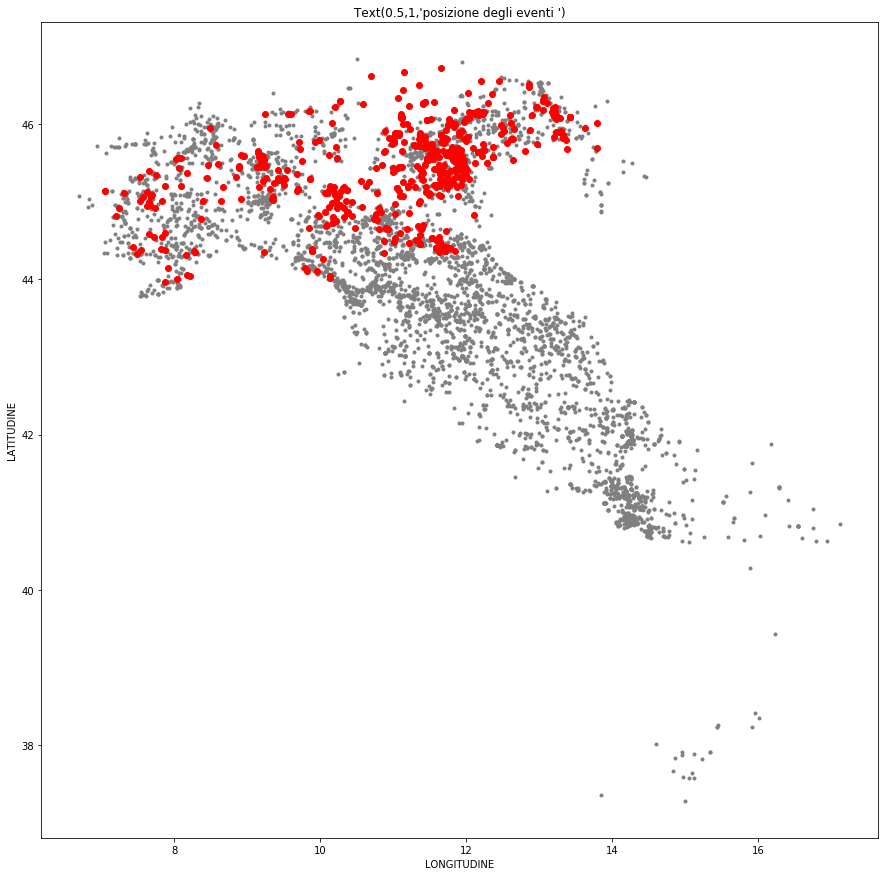 Text(0.5,1,'posizione degli eventi ')
46
44
42
40
38
LATITUDINE
8 10 12 14 16
LONGITUDINE